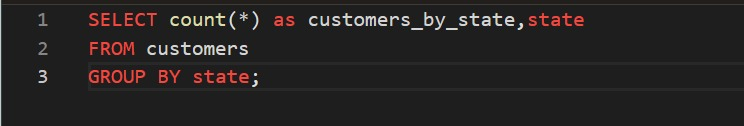 1 SELECT count(*) as customers_by_state,state
2 FROM customers
3 GROUP BY state;